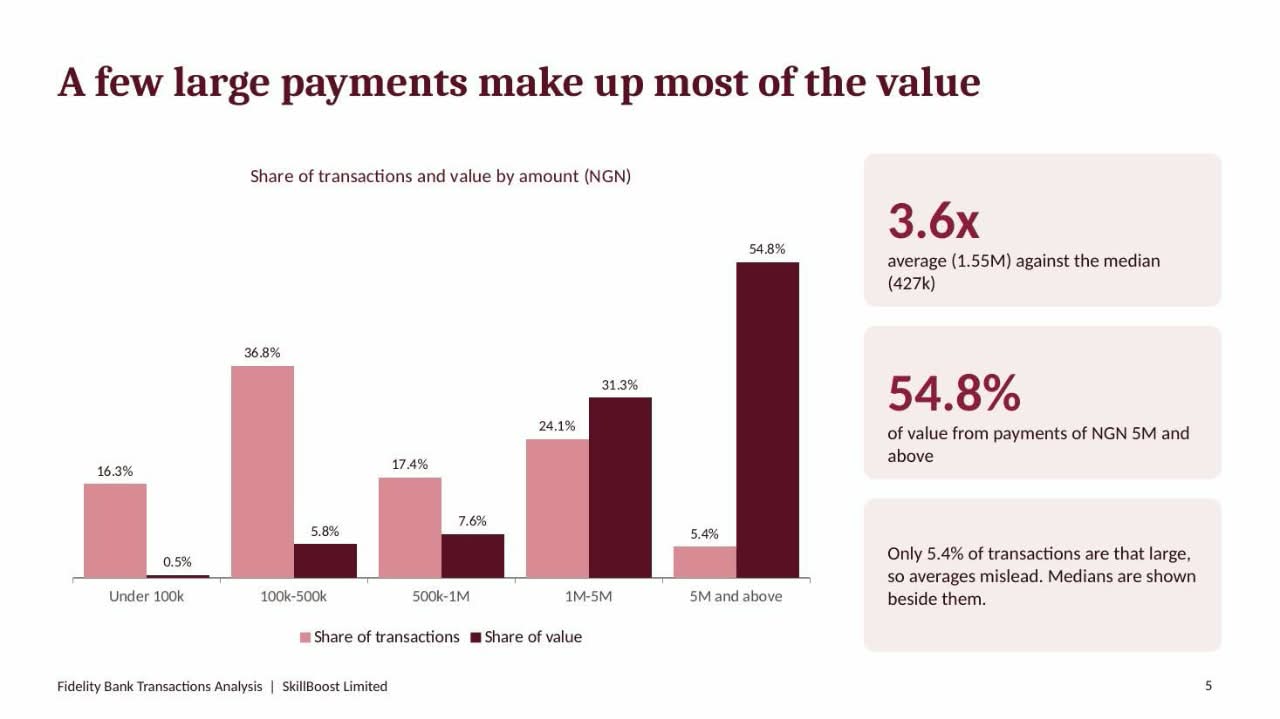 A few large payments make up most of the value
Share of transactions and value by amount (NGN)
16.3%
0.5%
36.8%
5.8%
17.4%
7.6%
24.1%
31.3%
5.4%
54.8%
Under 100k
100k-500k
500k-1M
1M-5M
5M and above
Share of transactions
Share of value
3.6x
average (1.55M) against the median
(427k)
54.8%
of value from payments of NGN 5M and
above
Only 5.4% of transactions are that large,
so averages mislead. Medians are shown
beside them.
Fidelity Bank Transactions Analysis | SkillBoost Limited
5